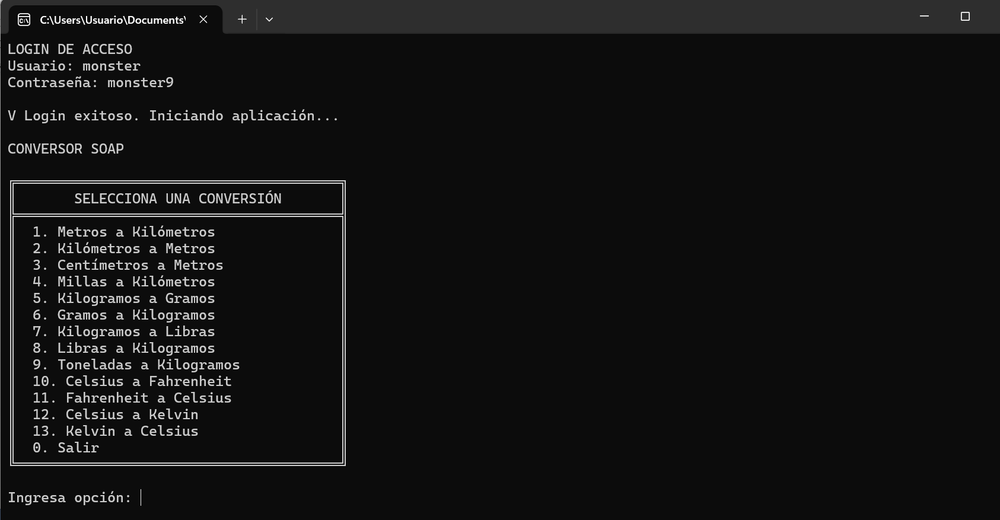 C:\Users\Usuario\Documents\
LOGIN DE ACCESO
Usuario: monster
Contraseña: monster9
V Login exitoso. Iniciando aplicación...
CONVERSOR SOAP
SELECCIONA UNA CONVERSIÓN
1. Metros a Kilómetros
2. Kilómetros a Metros
3. Centímetros a Metros
4. Millas a Kilómetros
5. Kilogramos a Gramos
6. Gramos a Kilogramos
7. Kilogramos a Libras
8. Libras a Kilogramos
9. Toneladas a Kilogramos
10. Celsius a Fahrenheit
11. Fahrenheit a Celsius
12. Celsius a Kelvin
13. Kelvin a Celsius
0. Salir
Ingresa opción: